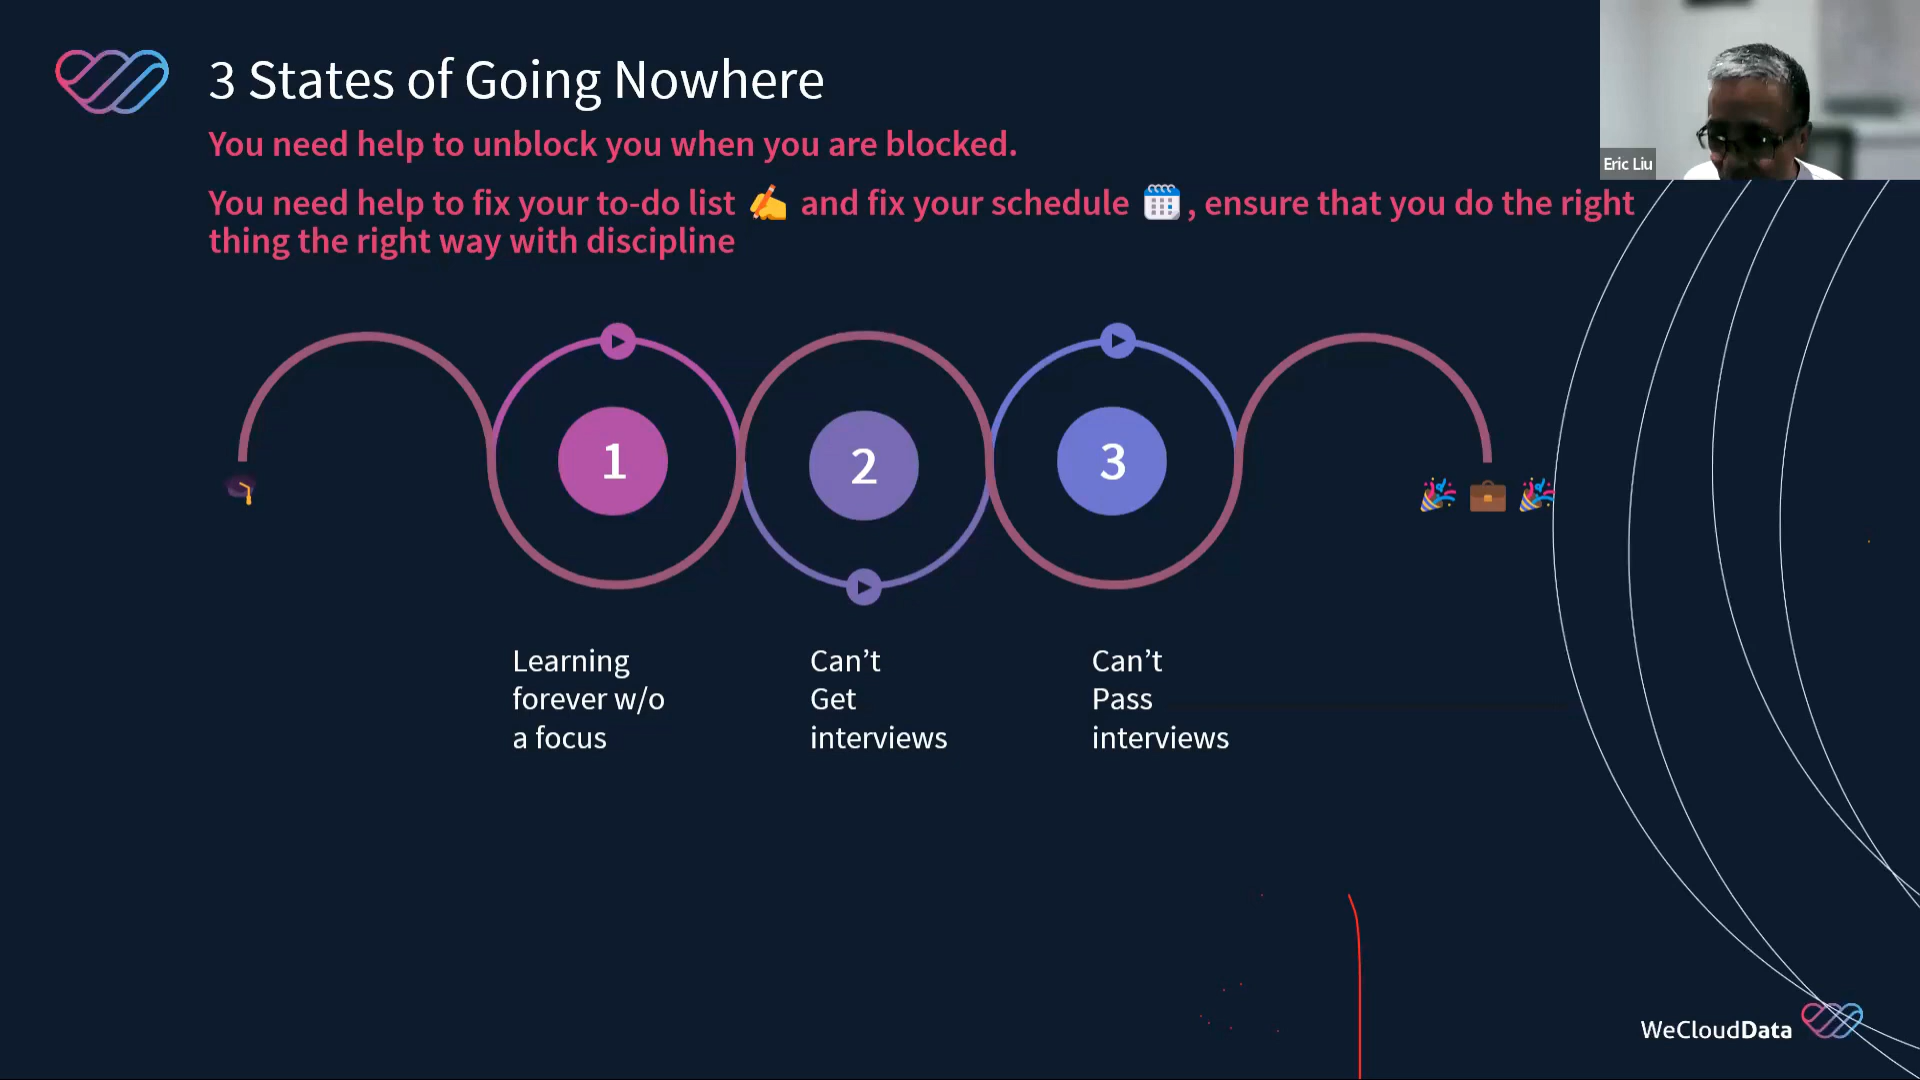 3 States of Going Nowhere
You need help to unblock you when you are blocked.
You need help to fix your to-do list ✍️ and fix your schedule 🗓️, ensure that you do the right
thing the right way with discipline
Eric Liu
1
2
3
Learning
forever w/o
a focus
Can’t
Get
interviews
Can’t
Pass
interviews
WeCloudData